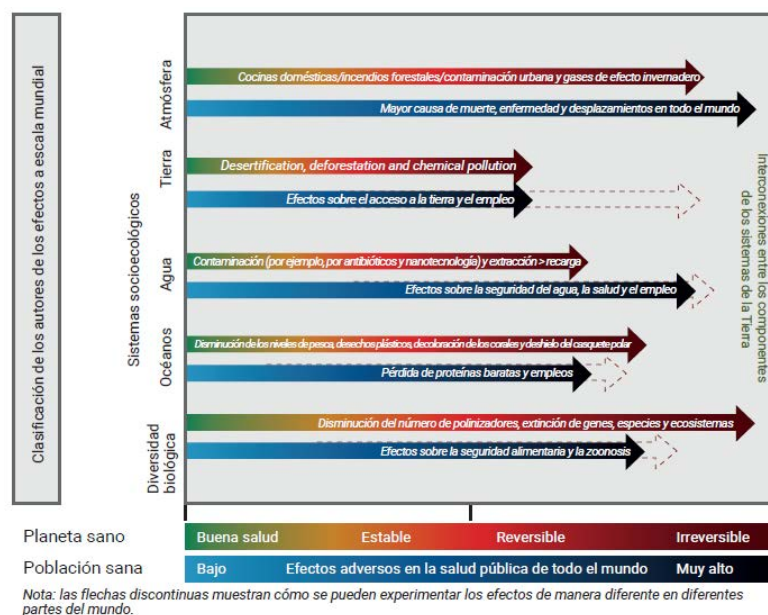 Clasificación de los autores de los efectos a escala mundial
Sistemas socioecológicos
Atmósfera
Cocinas domésticas/incendios forestales/contaminación urbana y gases de efecto invernadero
Mayor causa de muerte, enfermedad y desplazamientos en todo el mundo
Tierra
Desertification, deforestation and chemical pollution
Efectos sobre el acceso a la tierra y el empleo
Agua
Contaminación (por ejemplo, por antibióticos y nanotecnología) y extracción > recarga
Efectos sobre la seguridad del agua, la salud y el empleo
Océanos
Disminución de los niveles de pesca, desechos plásticos, decoloración de los corales y deshielo del casquete polar
Pérdida de proteínas baratas y empleos
Diversidad
biológica
Disminución del número de polinizadores, extinción de genes, especies y ecosistemas
Efectos sobre la seguridad alimentaria y la zoonosis
Interconexiones entre los componentes
de los sistemas de la Tierra
Planeta sano Buena salud Estable Reversible Irreversible
Población sana Bajo Efectos adversos en la salud pública de todo el mundo Muy alto
Nota: las flechas discontinuas muestran cómo se pueden experimentar los efectos de manera diferente en diferentes
partes del mundo.